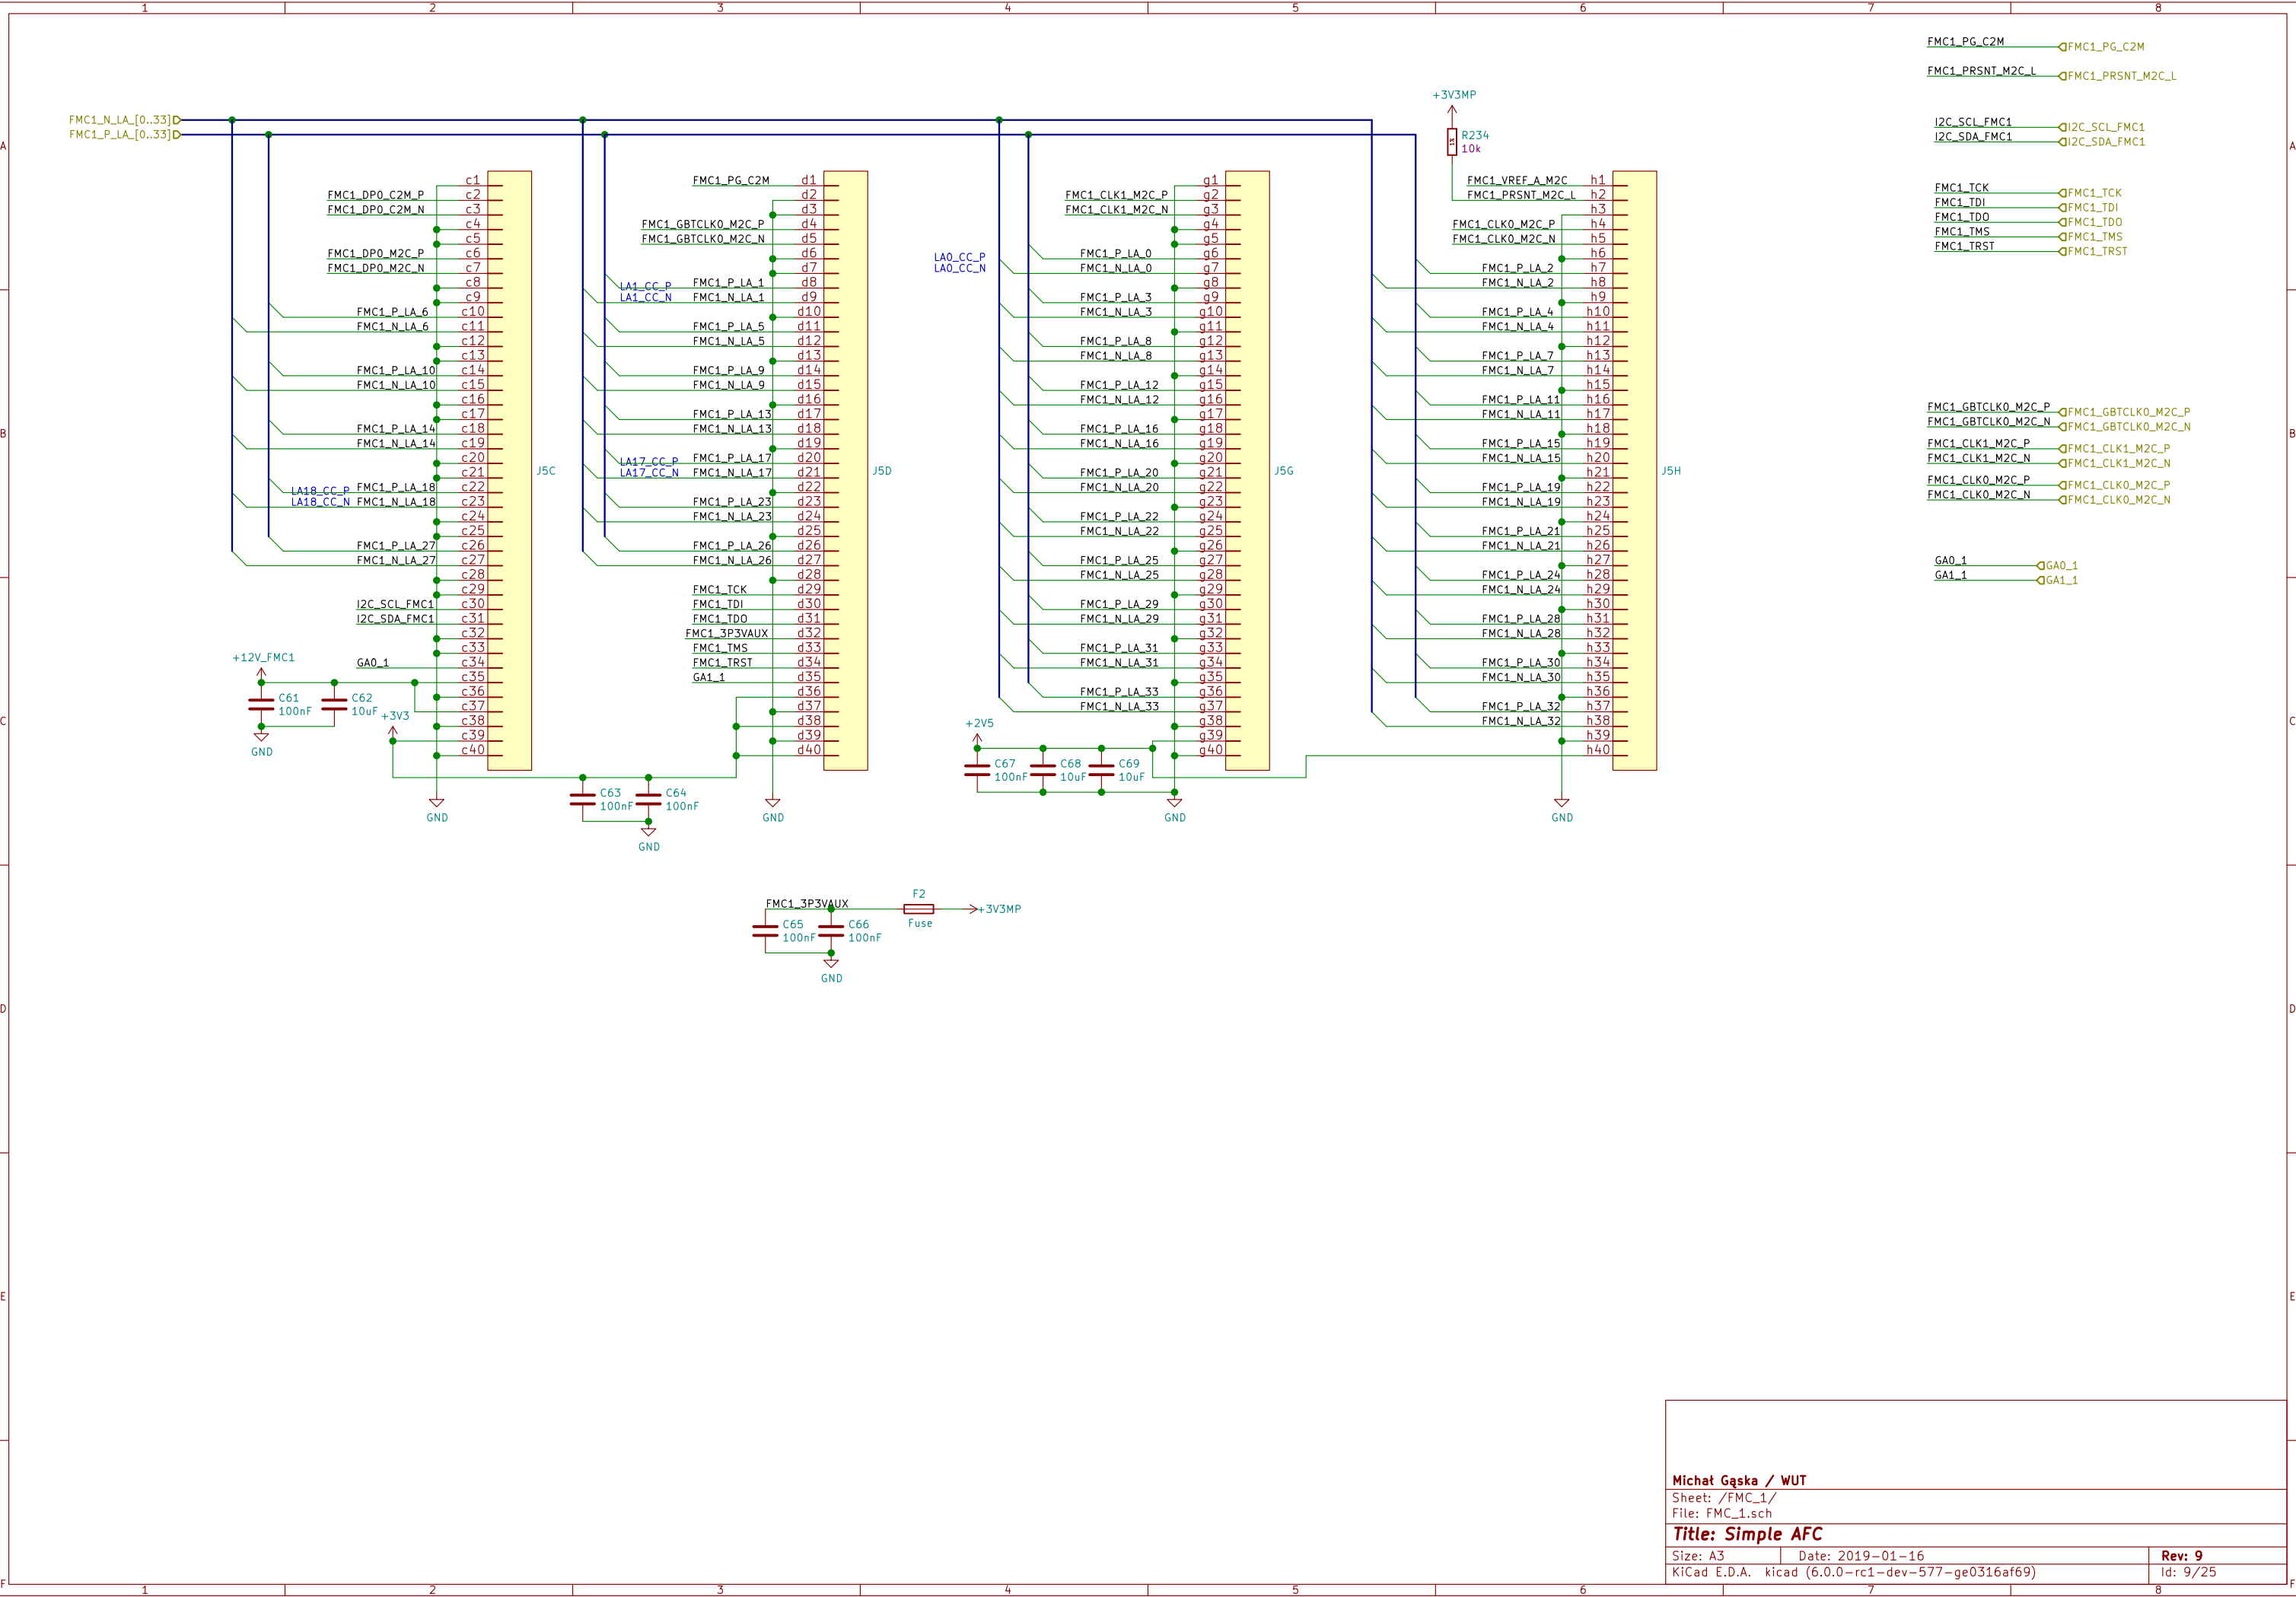 1 2 3 4 5 6 7 8
A
B
C
D
E
F
FMC1_N_LA_[0..33]
FMC1_P_LA_[0..33]
FMC1_DP0_C2M_P
FMC1_DP0_C2M_N
FMC1_DP0_M2C_P
FMC1_DP0_M2C_N
FMC1_P_LA_6
FMC1_N_LA_6
FMC1_P_LA_10
FMC1_N_LA_10
FMC1_P_LA_14
FMC1_N_LA_14
LA18_CC_P FMC1_P_LA_18
LA18_CC_N FMC1_N_LA_18
FMC1_P_LA_27
FMC1_N_LA_27
I2C_SCL_FMC1
I2C_SDA_FMC1
GA0_1
+12V_FMC1
C61
100nF
C62
10uF
+3V3
GND
c1
c2
c3
c4
c5
c6
c7
c8
c9
c10
c11
c12
c13
c14
c15
c16
c17
c18
c19
c20
c21
c22
c23
c24
c25
c26
c27
c28
c29
c30
c31
c32
c33
c34
c35
c36
c37
c38
c39
c40
J5C
GND
C63
100nF
C64
100nF
GND
FMC1_PG_C2M
FMC1_GBTCLK0_M2C_P
FMC1_GBTCLK0_M2C_N
LA1_CC_P FMC1_P_LA_1
LA1_CC_N FMC1_N_LA_1
FMC1_P_LA_5
FMC1_N_LA_5
FMC1_P_LA_9
FMC1_N_LA_9
FMC1_P_LA_13
FMC1_N_LA_13
LA17_CC_P FMC1_P_LA_17
LA17_CC_N FMC1_N_LA_17
FMC1_P_LA_23
FMC1_N_LA_23
FMC1_P_LA_26
FMC1_N_LA_26
FMC1_TCK
FMC1_TDI
FMC1_TDO
FMC1_3P3VAUX
FMC1_TMS
FMC1_TRST
GA1_1
d1
d2
d3
d4
d5
d6
d7
d8
d9
d10
d11
d12
d13
d14
d15
d16
d17
d18
d19
d20
d21
d22
d23
d24
d25
d26
d27
d28
d29
d30
d31
d32
d33
d34
d35
d36
d37
d38
d39
d40
J5D
GND
FMC1_CLK1_M2C_P
FMC1_CLK1_M2C_N
LA0_CC_P FMC1_P_LA_0
LA0_CC_N FMC1_N_LA_0
FMC1_P_LA_3
FMC1_N_LA_3
FMC1_P_LA_8
FMC1_N_LA_8
FMC1_P_LA_12
FMC1_N_LA_12
FMC1_P_LA_16
FMC1_N_LA_16
FMC1_P_LA_20
FMC1_N_LA_20
FMC1_P_LA_22
FMC1_N_LA_22
FMC1_P_LA_25
FMC1_N_LA_25
FMC1_P_LA_29
FMC1_N_LA_29
FMC1_P_LA_31
FMC1_N_LA_31
FMC1_P_LA_33
FMC1_N_LA_33
+2V5
C67
100nF
C68
10uF
C69
10uF
g1
g2
g3
g4
g5
g6
g7
g8
g9
g10
g11
g12
g13
g14
g15
g16
g17
g18
g19
g20
g21
g22
g23
g24
g25
g26
g27
g28
g29
g30
g31
g32
g33
g34
g35
g36
g37
g38
g39
g40
J5G
GND
+3V3MP
R234
10k
1%
FMC1_VREF_A_M2C
FMC1_PRSNT_M2C_L
FMC1_CLK0_M2C_P
FMC1_CLK0_M2C_N
FMC1_P_LA_2
FMC1_N_LA_2
FMC1_P_LA_4
FMC1_N_LA_4
FMC1_P_LA_7
FMC1_N_LA_7
FMC1_P_LA_11
FMC1_N_LA_11
FMC1_P_LA_15
FMC1_N_LA_15
FMC1_P_LA_19
FMC1_N_LA_19
FMC1_P_LA_21
FMC1_N_LA_21
FMC1_P_LA_24
FMC1_N_LA_24
FMC1_P_LA_28
FMC1_N_LA_28
FMC1_P_LA_30
FMC1_N_LA_30
FMC1_P_LA_32
FMC1_N_LA_32
h1
h2
h3
h4
h5
h6
h7
h8
h9
h10
h11
h12
h13
h14
h15
h16
h17
h18
h19
h20
h21
h22
h23
h24
h25
h26
h27
h28
h29
h30
h31
h32
h33
h34
h35
h36
h37
h38
h39
h40
J5H
GND
FMC1_PG_C2M FMC1_PG_C2M
FMC1_PRSNT_M2C_L FMC1_PRSNT_M2C_L
I2C_SCL_FMC1 I2C_SCL_FMC1
I2C_SDA_FMC1 I2C_SDA_FMC1
FMC1_TCK FMC1_TCK
FMC1_TDI FMC1_TDI
FMC1_TDO FMC1_TDO
FMC1_TMS FMC1_TMS
FMC1_TRST FMC1_TRST
FMC1_GBTCLK0_M2C_P FMC1_GBTCLK0_M2C_P
FMC1_GBTCLK0_M2C_N FMC1_GBTCLK0_M2C_N
FMC1_CLK1_M2C_P FMC1_CLK1_M2C_P
FMC1_CLK1_M2C_N FMC1_CLK1_M2C_N
FMC1_CLK0_M2C_P FMC1_CLK0_M2C_P
FMC1_CLK0_M2C_N FMC1_CLK0_M2C_N
GA0_1 GA0_1
GA1_1 GA1_1
FMC1_3P3VAUX
F2
Fuse
+3V3MP
C65
100nF
C66
100nF
GND
Michał Gąska / WUT
Sheet: /FMC_1/
File: FMC_1.sch
Title: Simple AFC
Size: A3 Date: 2019-01-16 Rev: 9
KiCad E.D.A. kicad (6.0.0-rc1-dev-577-ge0316af69) Id: 9/25
A
B
C
D
E
F
1 2 3 4 5 6 7 8